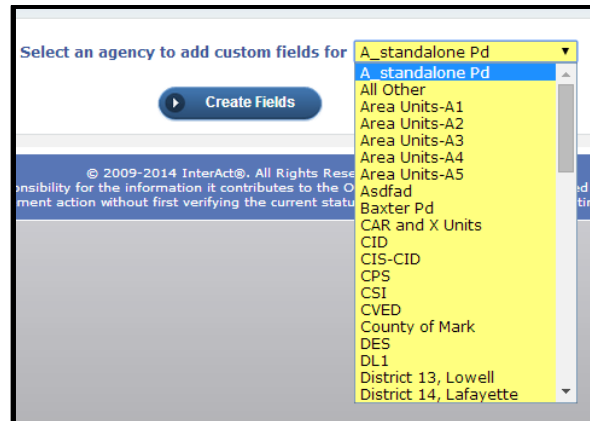 Select an agency to add custom fields for A_standalone Pd
A_standalone Pd
All Other
Create Fields
Area Units-A1
Area Units-A2
Area Units-A3
Area Units-A4
Area Units-A5
© 2009-2014 InterAct®. All Rights Rese
Asdfad
onsibility for the information it contributes to the O
ed
Baxter Pd
ment action without first verifying the current statu
tin
CAR and X Units
CID
CIS-CID
CPS
CSI
CVED
County of Mark
DES
DL1
District 13, Lowell
District 14, Lafayette